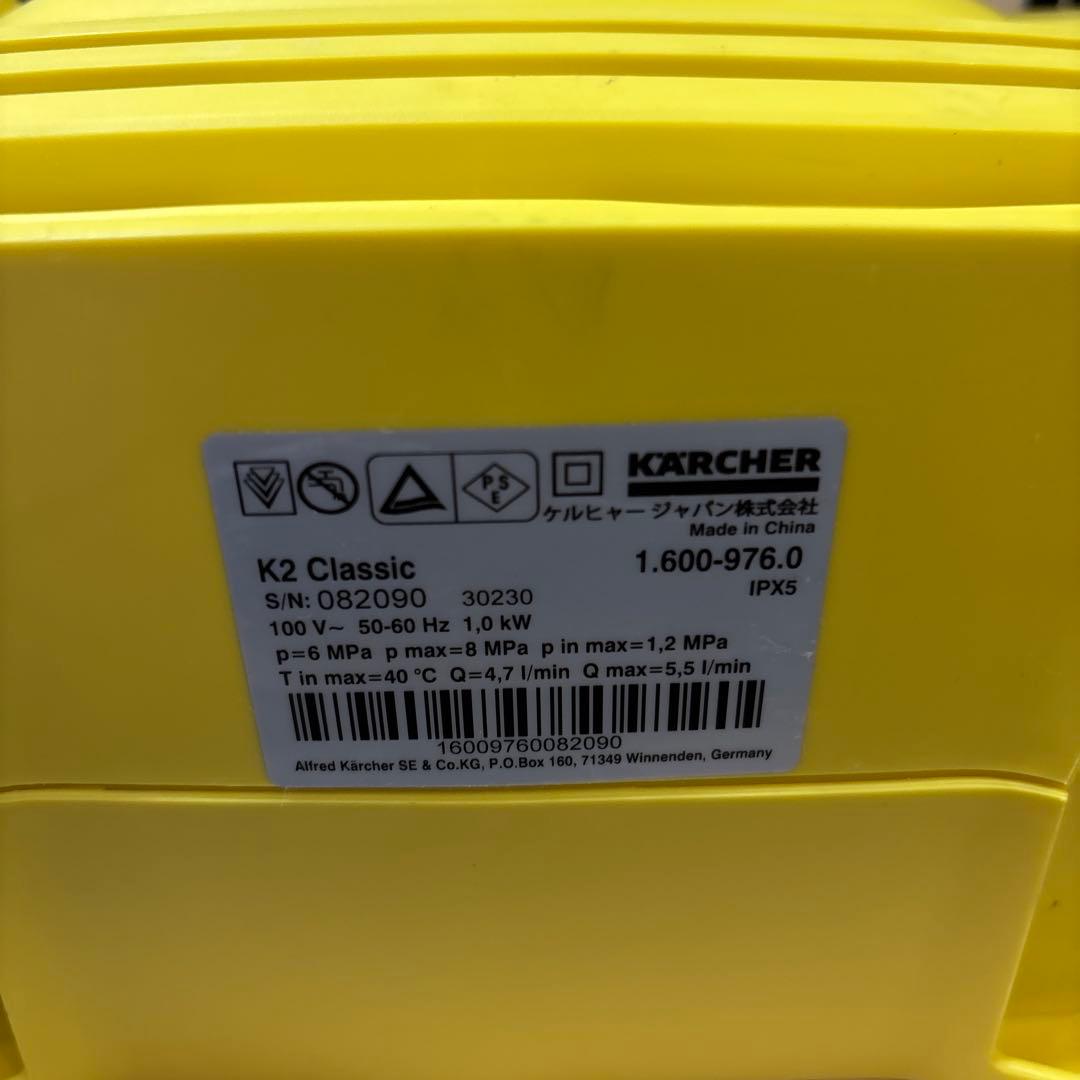 KÄRCHER
P S
E
ケルヒャー ジャパン株式会社
Made in China
K2 Classic 1.600-976.0
S/N: 082090 30230 IPX5
100 V~ 50-60 Hz 1,0 kW
p=6 MPa p max=8 MPa p in max=1,2 MPa
T in max=40 °C Q=4,7 l/min Q max=5,5 l/min
16009760082090
Alfred Kärcher SE & Co.KG, P.O.Box 160, 71349 Winnenden, Germany